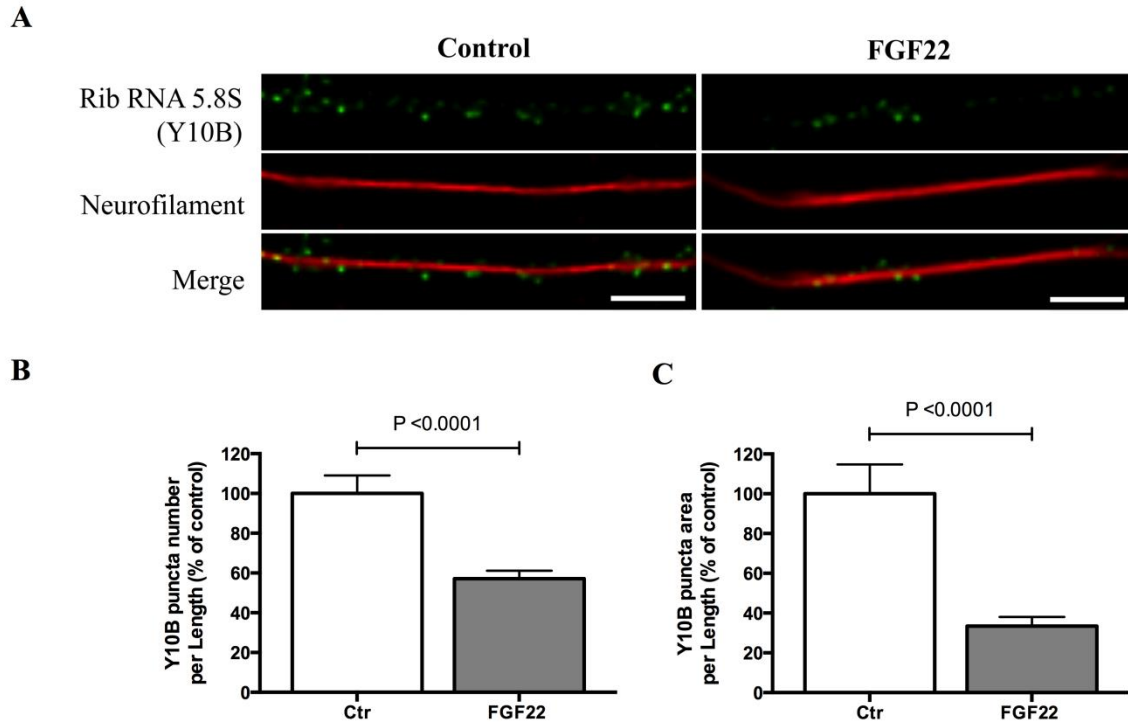 A
Control
FGF22
Rib RNA 5.8S
(Y10B)
Neurofilament
Merge
B
P <0.0001
Y10B puncta number
per Length (% of control)
120
100
80
60
40
20
0
Ctr
FGF22
C
P <0.0001
Y10B puncta area
per Length (% of control)
120
100
80
60
40
20
0
Ctr
FGF22